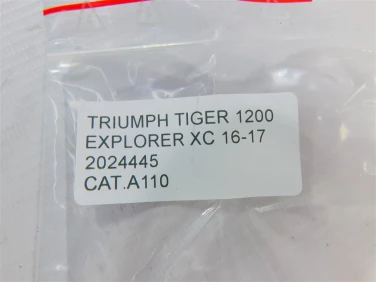 TRIUMPH TIGER 1200
EXPLORER XC 16-17
2024445
CAT.A110